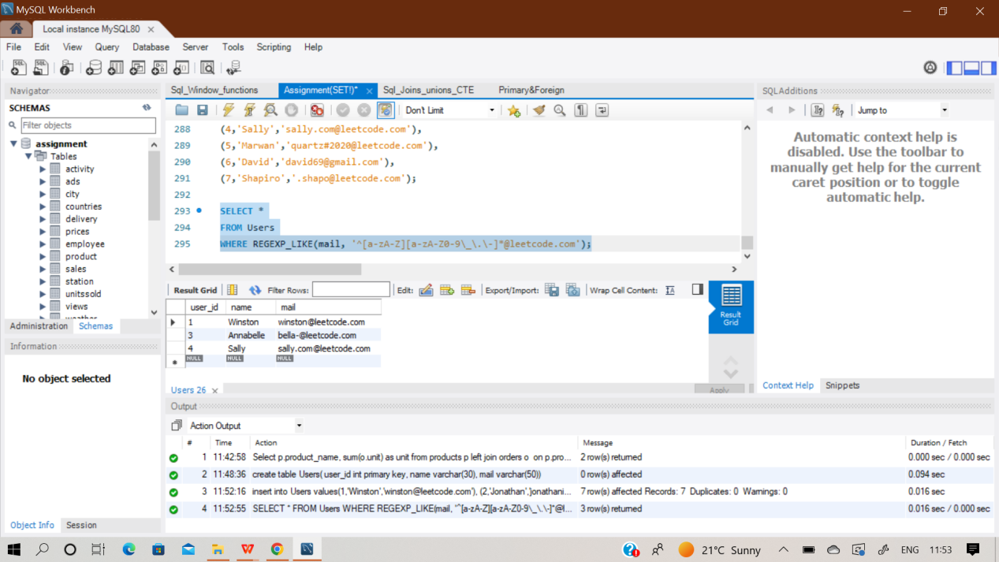 MySQL Workbench
Local instance MySQL80
File Edit View Query Database Server Tools Scripting Help
Navigator
SCHEMAS
Filter objects
assignment
Tables
activity
ads
city
countries
delivery
prices
employee
product
sales
station
unitssold
views
weather
Administration Schemas
Information
No object selected
Object Info Session
Sql_Window_functions Assignment(SET!)* Sql_Joins_unions_CTE Primary&Foreign
Don't Limit
288 (4,'Sally','sally.com@leetcode.com'),
289 (5,'Marwan','quartz#2020@leetcode.com'),
290 (6,'David','david69@gmail.com'),
291 (7,'Shapiro','.shapo@leetcode.com');
292
293 SELECT *
294 FROM Users
295 WHERE REGEXP_LIKE(mail, '^[a-zA-Z][a-zA-Z0-9\_\.\-]*@leetcode.com');
Result Grid Filter Rows: Edit: Export/Import: Wrap Cell Content:
user_id name mail
1 Winston winston@leetcode.com
3 Annabelle bella-@leetcode.com
4 Sally sally.com@leetcode.com
NULL NULL NULL
Result
Grid
Users 26 Apply
SQLAdditions
Jump to
Automatic context help is
disabled. Use the toolbar to
manually get help for the current
caret position or to toggle
automatic help.
Context Help Snippets
Output
Action Output
# Time Action Message Duration / Fetch
1 11:42:58 Select p.product_name, sum(o.unit) as unit from products p left join orders o on p.pro... 2 row(s) returned 0.000 sec / 0.000 sec
2 11:48:36 create table Users( user_id int primary key, name varchar(30), mail varchar(50)) 0 row(s) affected 0.094 sec
3 11:52:16 insert into Users values(1,'Winston','winston@leetcode.com'), (2,'Jonathan','jonathani... 7 row(s) affected Records: 7 Duplicates: 0 Warnings: 0 0.016 sec
4 11:52:55 SELECT * FROM Users WHERE REGEXP_LIKE(mail, '^[a-zA-Z][a-zA-Z0-9\_\.\-]*@l... 3 row(s) returned 0.016 sec / 0.000 sec
21°C Sunny ENG 11:53